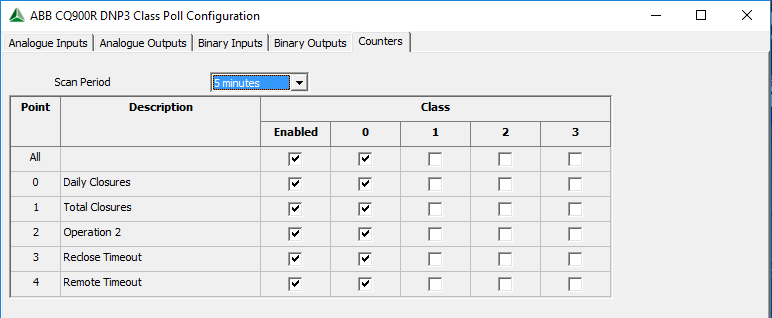 ABB CQ900R DNP3 Class Poll Configuration
Analogue Inputs Analogue Outputs Binary Inputs Binary Outputs Counters
Scan Period 5 minutes
Point Description Class
Enabled 0 1 2 3
All
0 Daily Closures
1 Total Closures
2 Operation 2
3 Reclose Timeout
4 Remote Timeout